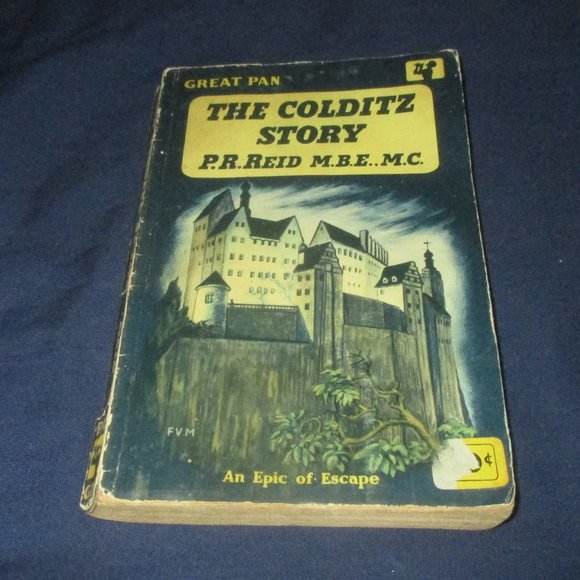 GREAT PAN
THE COLDITZ
STORY
P.R.REID M.B.E., M.C.
FVM
An Epic of Escape